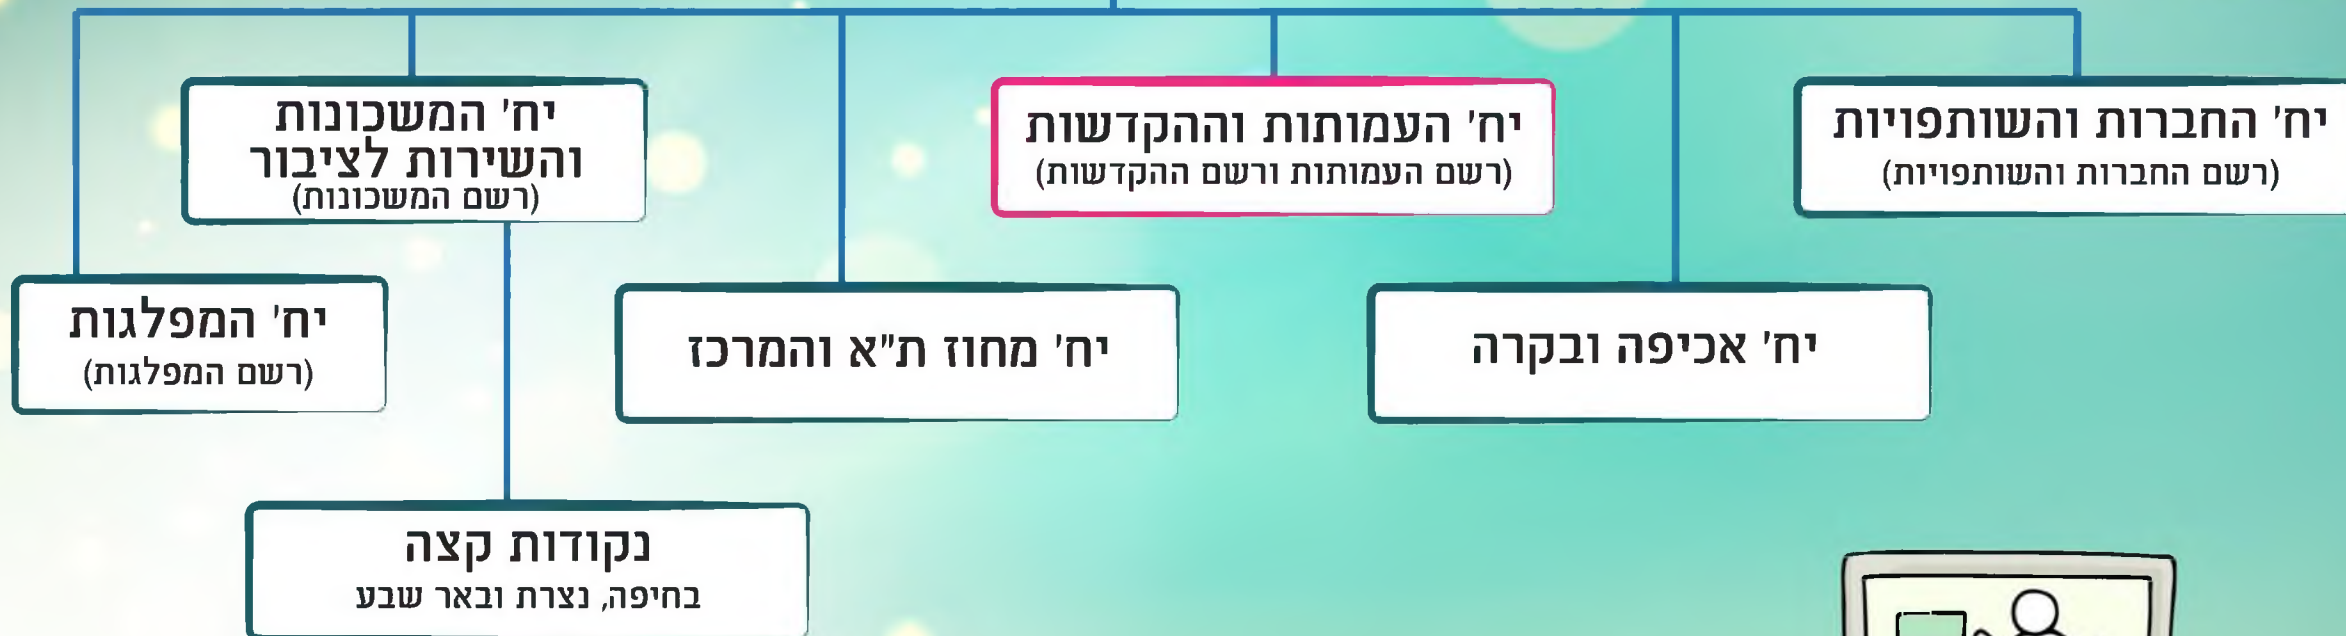 יח' החברות והשותפויות
(רשם החברות והשותפויות)
יח' העמותות וההקדשות
(רשם העמותות ורשם ההקדשות)
יח' המשכונות
והשירות לציבור
(רשם המשכונות)
יח' אכיפה ובקרה
יח' מחוז ת"א והמרכז
יח' המפלגות
(רשם המפלגות)
נקודות קצה
בחיפה, נצרת ובאר שבע